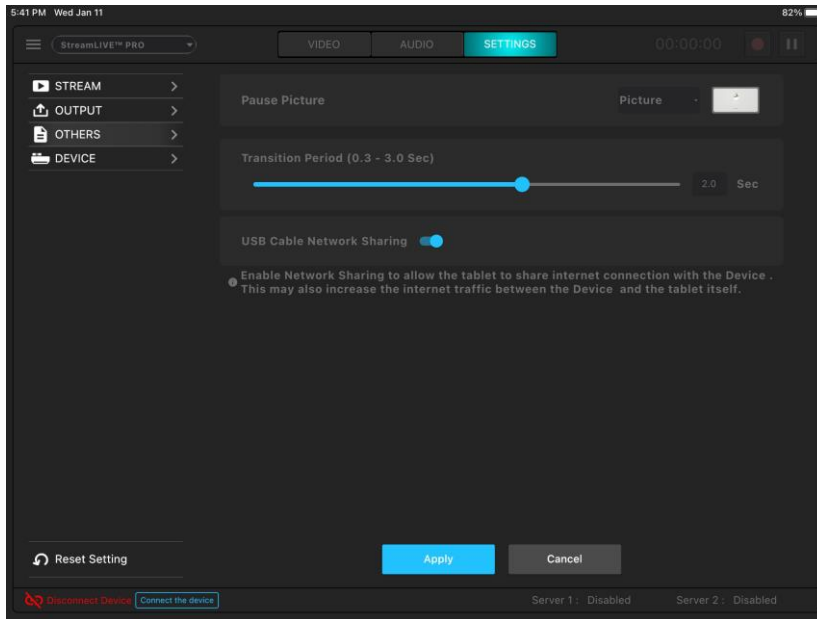 5:41 PM Wed Jan 11
82%
StreamLIVE™ PRO
VIDEO
AUDIO
SETTINGS
00:00:00
STREAM
OUTPUT
OTHERS
DEVICE
Pause Picture
Picture
Transition Period (0.3 - 3.0 Sec)
2.0 Sec
USB Cable Network Sharing
Enable Network Sharing to allow the tablet to share internet connection with the Device .
This may also increase the internet traffic between the Device and the tablet itself.
Reset Setting
Apply
Cancel
Disconnect Device
Connect the device
Server 1 : Disabled
Server 2 : Disabled